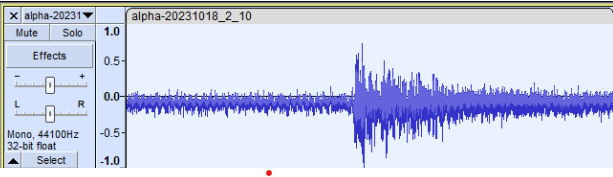 × alpha-20231▼ alpha-20231018_2_10
Mute Solo
Effects
- +
L R
Mono, 44100Hz
32-bit float
▲ Select
1.0
0.5-
0.0-
-0.5-
-1.0